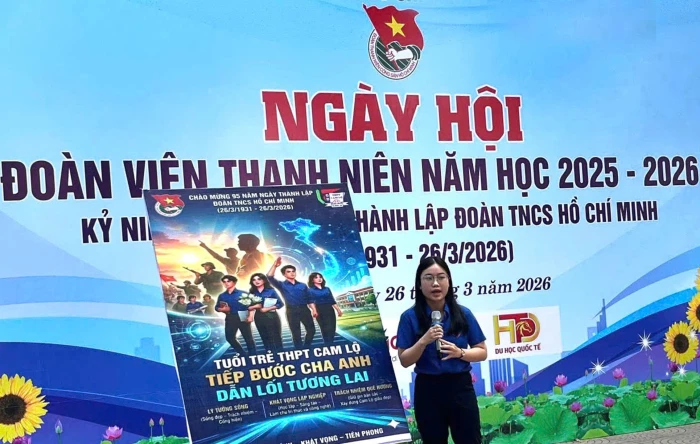 NGÀY HỘI
ĐOÀN VIÊN THANH NIÊN NĂM HỌC 2025 - 2026
KỶ NI
HÀNH LẬP ĐOÀN TNCS HỒ CHÍ MINH
931 - 26/3/2026)
26 tháng 3 năm 2026
HTD
DU HỌC QUỐC TẾ
CHÀO MỪNG 95 NĂM NGÀY THÀNH LẬP
ĐOÀN TNCS HỒ CHÍ MINH
(26/3/1931 - 26/3/2026)
TUỔI TRẺ THPT CAM LỘ
TIẾP BƯỚC CHA ANH
DẪN LỐI TƯƠNG LAI
LÝ TƯỞNG SỐNG
KHÁT VỌNG LẬP NGHIỆP
TRÁCH NHIỆM QUÊ HƯƠNG
KHÁT VỌNG - TIÊN PHONG